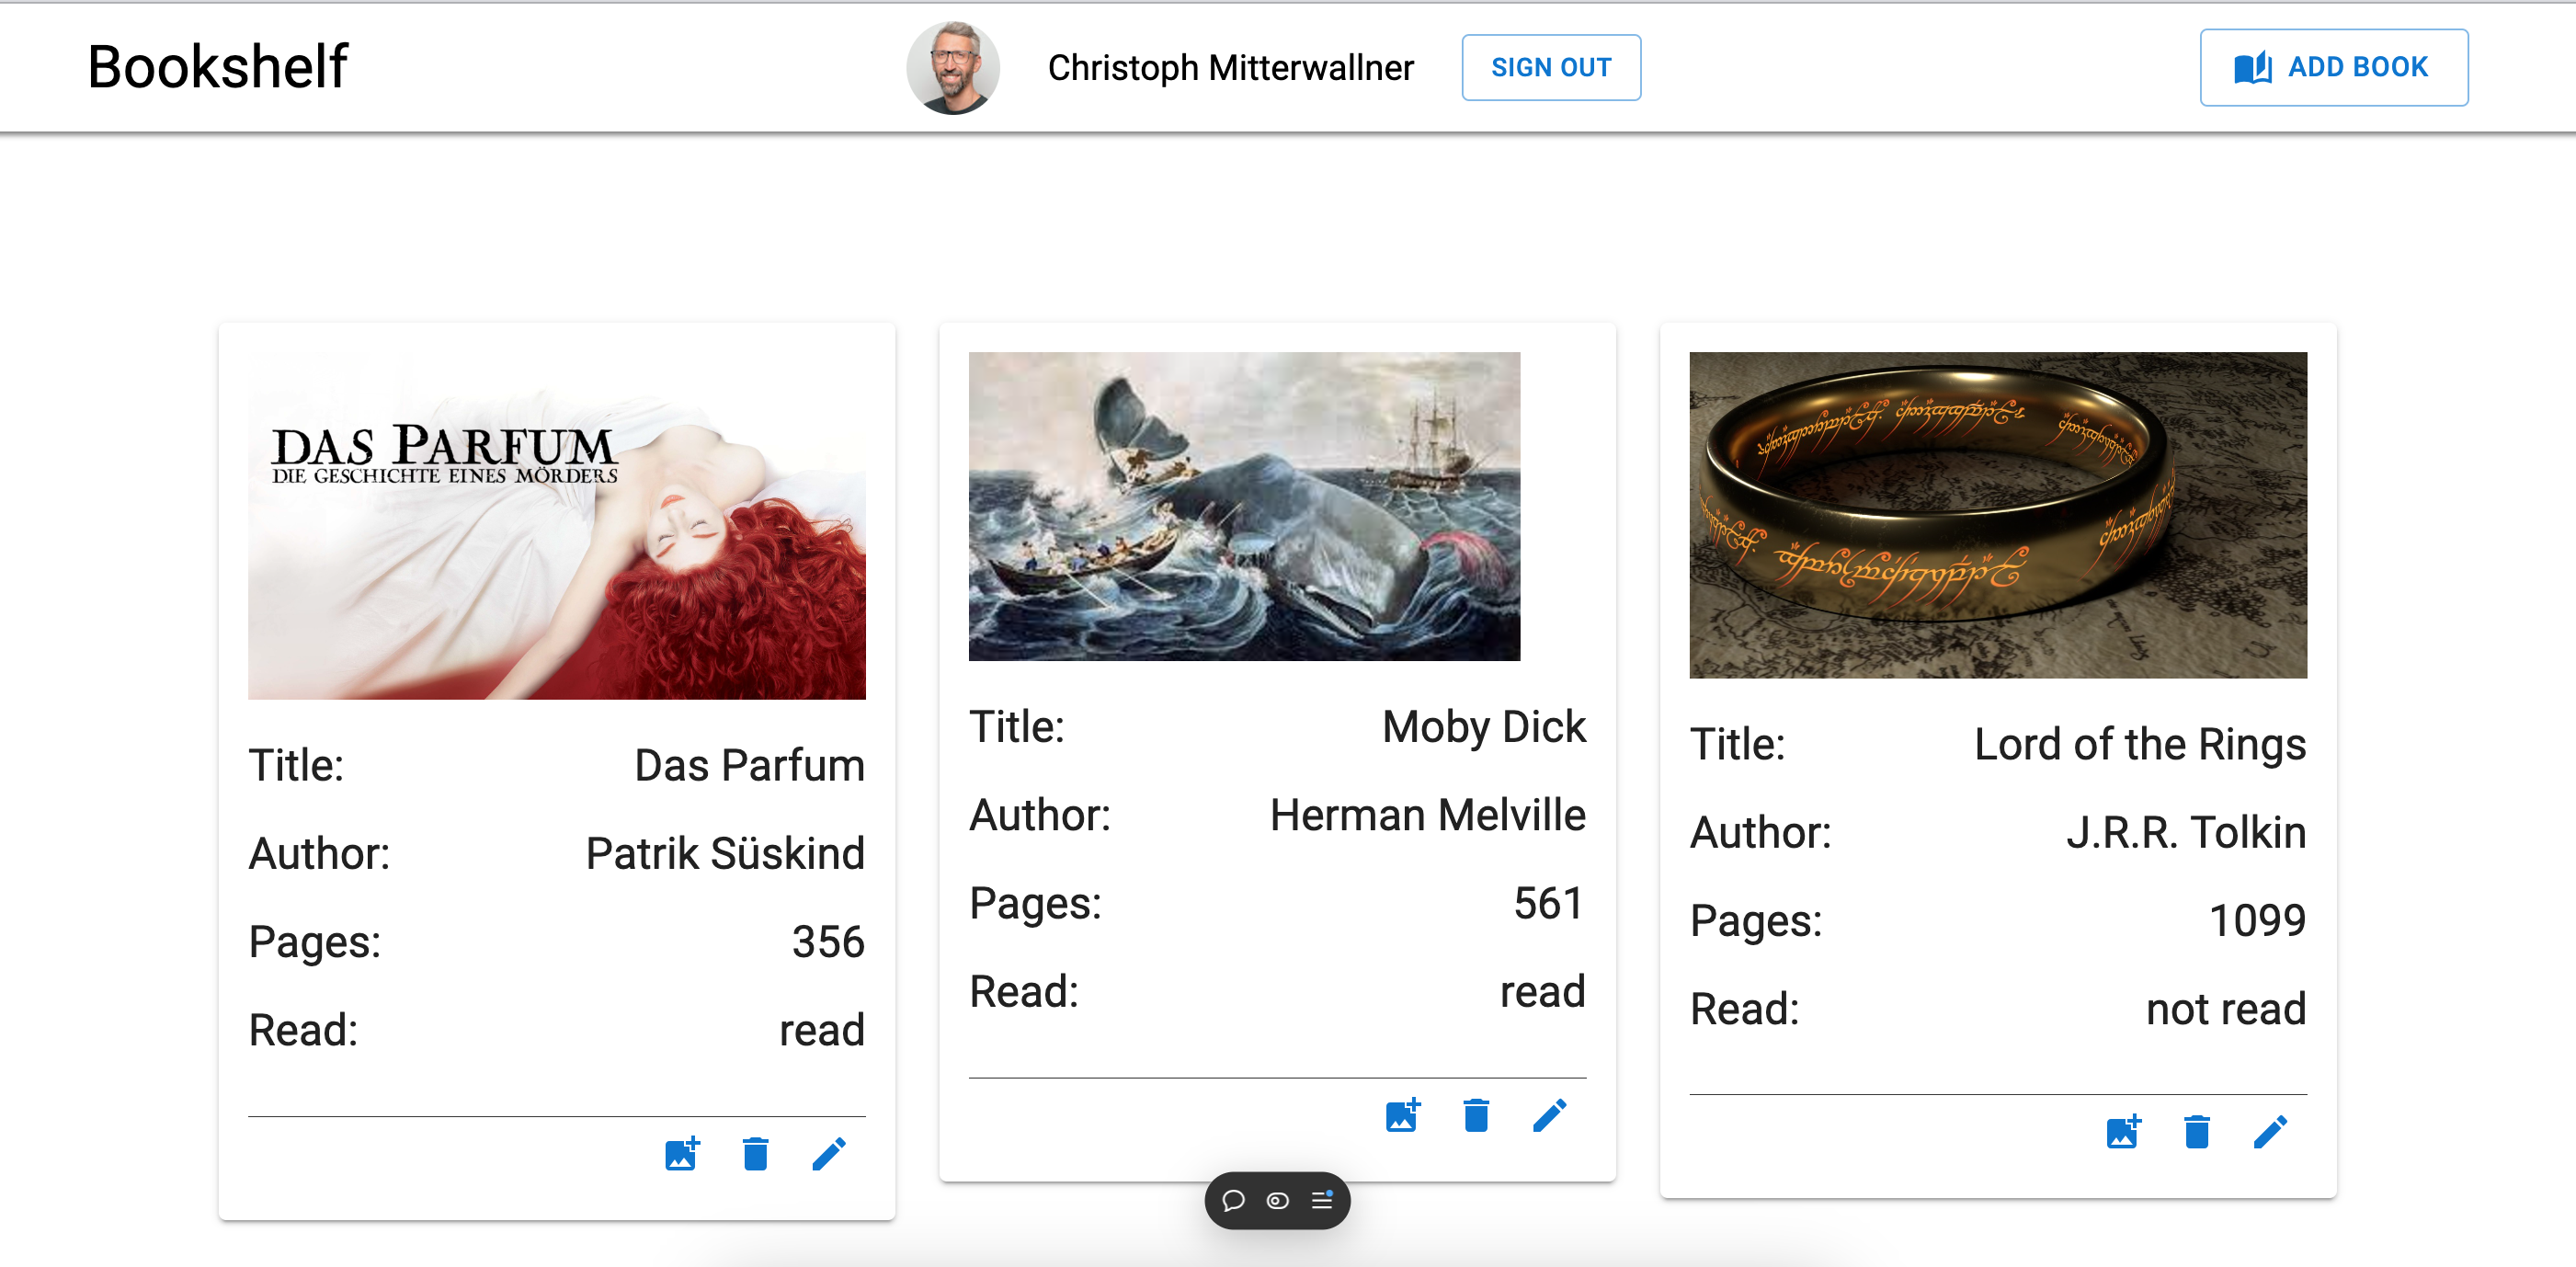 Bookshelf
Christoph Mitterwallner
SIGN OUT
ADD BOOK
DAS PARFUM
DIE GESCHICHTE EINES MÖRDERS
Title: Das Parfum
Author: Patrik Süskind
Pages: 356
Read: read
Title: Moby Dick
Author: Herman Melville
Pages: 561
Read: read
Title: Lord of the Rings
Author: J.R.R. Tolkin
Pages: 1099
Read: not read